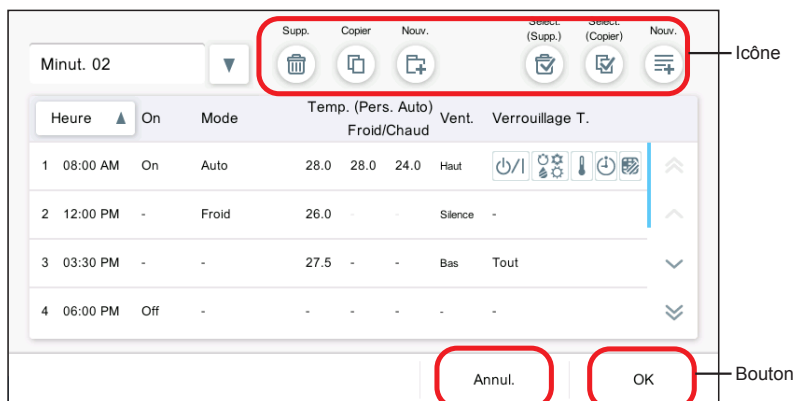 Supp. Copier Nouv. Sélect. (Supp.) Sélect. (Copier) Nouv.
Icône
Minut. 02
Heure On Mode Temp. (Pers. Auto) Froid/Chaud Vent. Verrouillage T.
1 08:00 AM On Auto 28.0 28.0 24.0 Haut
2 12:00 PM - Froid 26.0 - - Silence -
3 03:30 PM - - 27.5 - - Bas Tout
4 06:00 PM Off - - - - - -
Annul. OK
Bouton